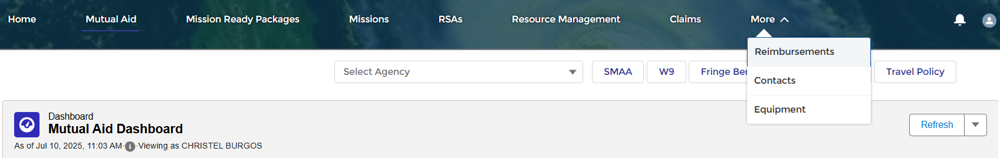 Home Mutual Aid Mission Ready Packages Missions RSAs Resource Management Claims More
Reimbursements
Contacts
Equipment
Select Agency SMAA W9 Fringe Travel Policy
Dashboard
Mutual Aid Dashboard
As of Jul 10, 2025, 11:03 AM·Viewing as CHRISTEL BURGOS
Refresh